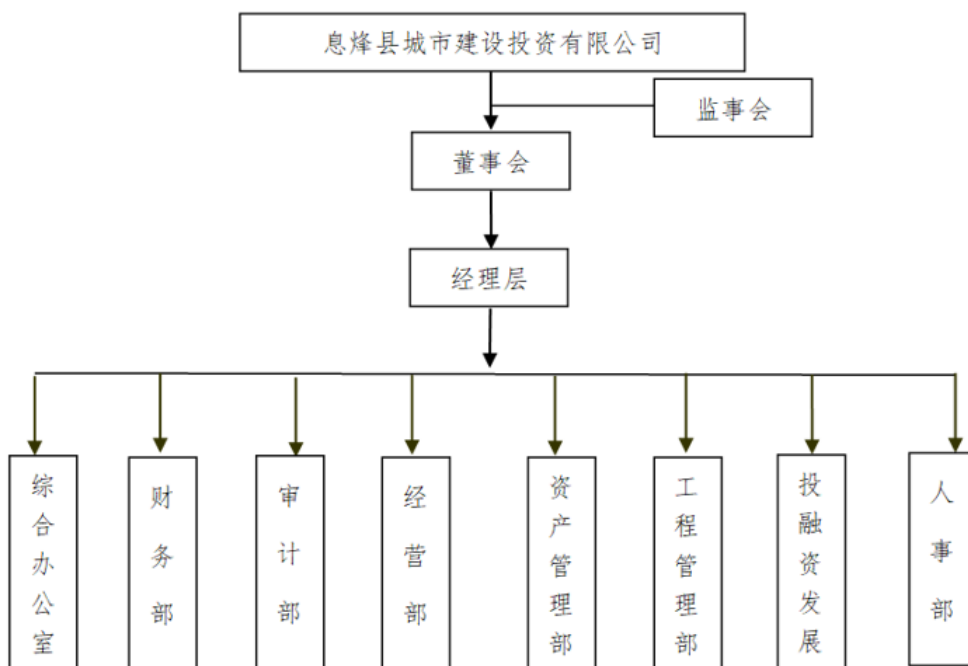 息烽县城市建设投资有限公司
监事会
董事会
经理层
综合办公室
财务部
审计部
经营部
资产管理部
工程管理部
投融资发展
人事部